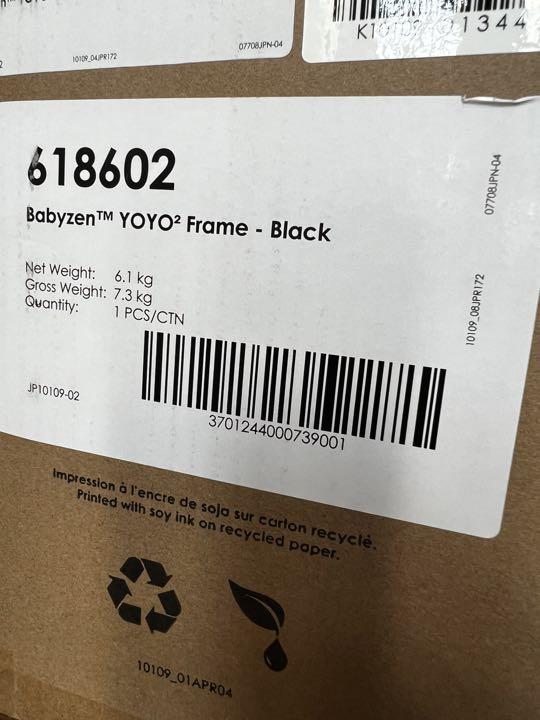 10109_04JPR172
07708JPN-04
1344
618602
Babyzen™ YOYO² Frame - Black
Net Weight: 6.1 kg
Gross Weight: 7.3 kg
Quantity: 1 PCS/CTN
3701244000739001
JP10109-02
07708JPN-04
10109_08JPR172
Impression à l'encre de soja sur carton recyclé.
Printed with soy ink on recycled paper.
10109_01APR04